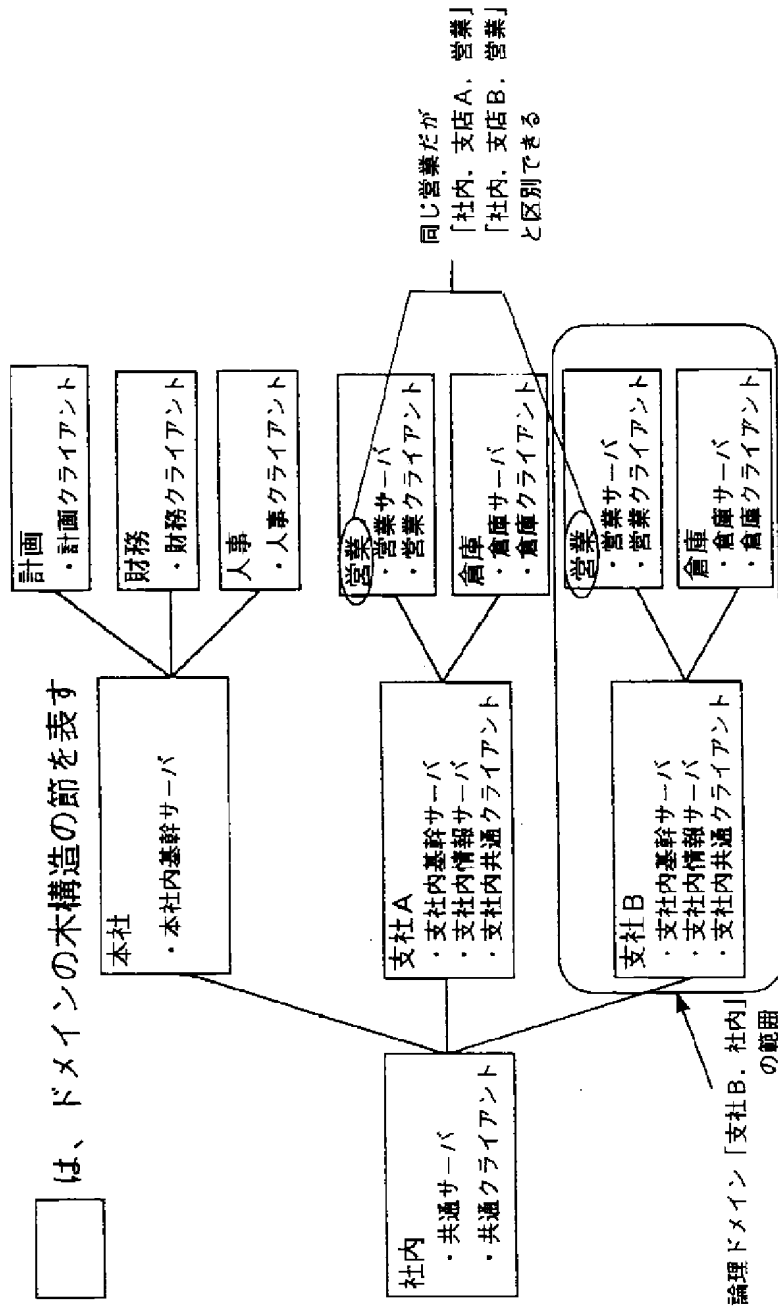 は、ドメインの木構造の節を表す
社内
・共通サーバ
・共通クライアント
本社
・本社内基幹サーバ
計画
・計画クライアント
財務
・財務クライアント
人事
・人事クライアント
支社A
・支社内基幹サーバ
・支社内情報サーバ
・支社内共通クライアント
営業
・営業サーバ
・営業クライアント
倉庫
・倉庫サーバ
・倉庫クライアント
支社B
・支社内基幹サーバ
・支社内情報サーバ
・支社内共通クライアント
営業
・営業サーバ
・営業クライアント
倉庫
・倉庫サーバ
・倉庫クライアント
同じ営業だが
「社内．支店A．営業」
「社内．支店B．営業」
と区別できる
論理ドメイン「支社B．社内」
の範囲